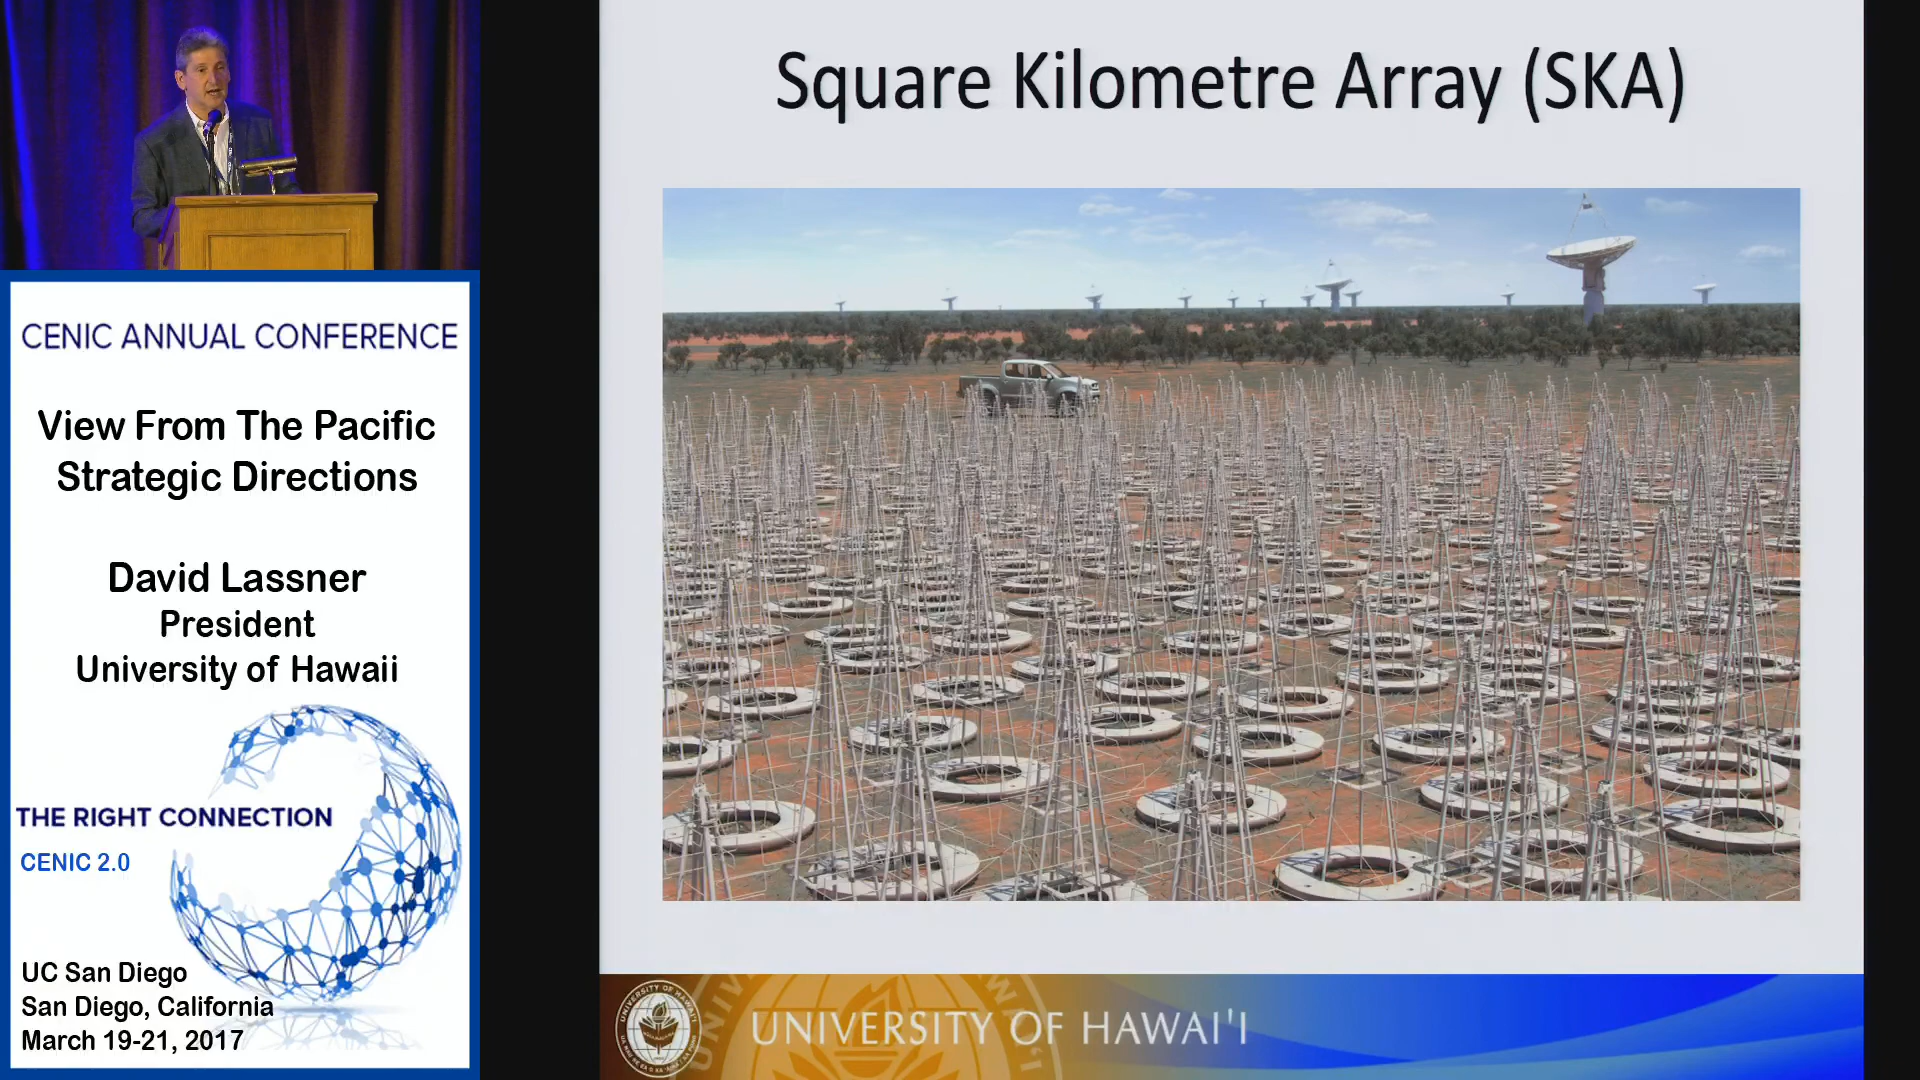 Square Kilometre Array (SKA)
CENIC ANNUAL CONFERENCE
View From The Pacific
Strategic Directions
David Lassner
President
University of Hawaii
THE RIGHT CONNECTION
CENIC 2.0
UC San Diego
San Diego, California
March 19-21, 2017
UNIVERSITY OF HAWAI'I